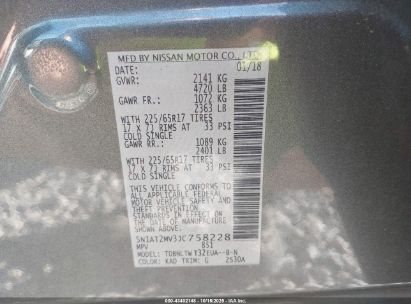 MFD BY NISSAN MOTOR CO., LTD.
DATE: 01/18
GVWR: 2141 KG
4720 LB
GAWR FR.: 1072 KG
2363 LB
WITH 225/65R17 TIRES
17 X 7J RIMS AT 33 PSI
COLD SINGLE
GAWR RR.: 1089 KG
2401 LB
WITH 225/65R17 TIRES
17 X 7J RIMS AT 33 PSI
COLD SINGLE
THIS VEHICLE CONFORMS TO ALL
APPLICABLE FEDERAL
MOTOR VEHICLE SAFETY AND
THEFT PREVENTION
STANDARDS IN EFFECT ON THE
DATE OF MANUFACTURE
SHOWN ABOVE.
5N1AT2MV3JC758228
MPV 851
MODEL: TDBNLTW T32EUA--B-N
COLOR: KAD TRIM: G